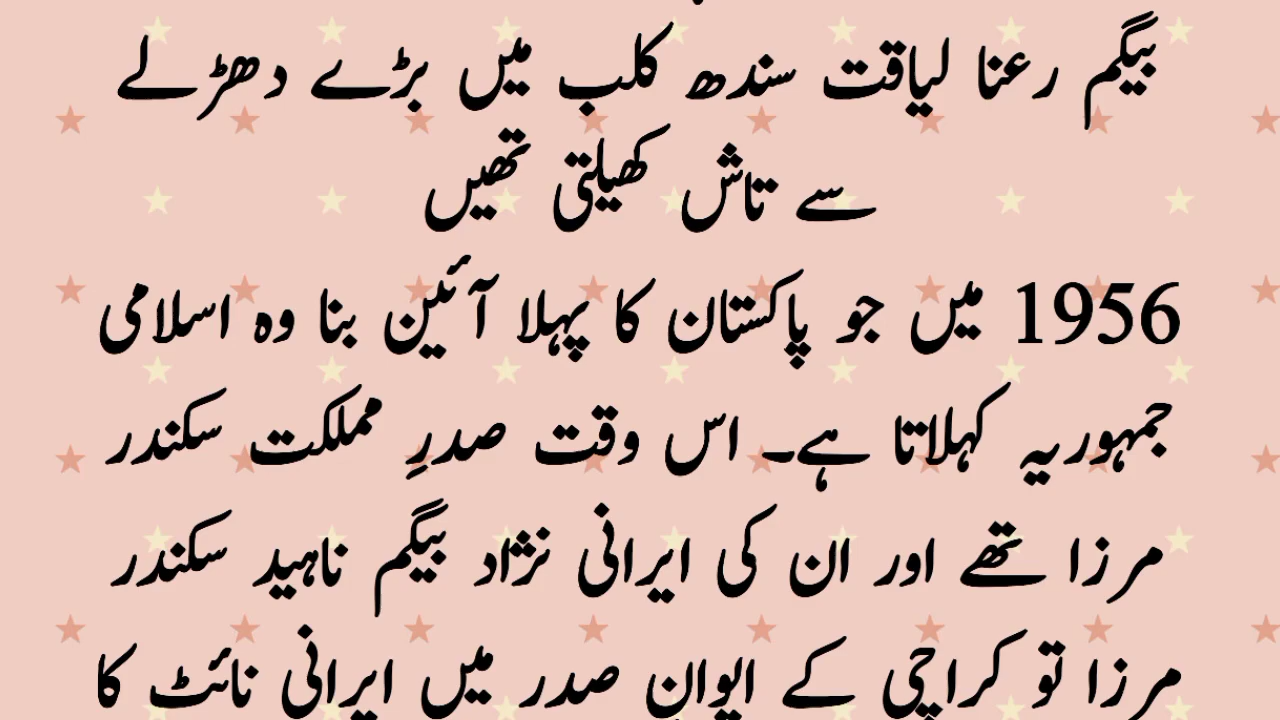 بیگم رعنا لیاقت سندھ کلب میں بڑے دھڑلے
سے تاش کھیلتی تھیں
1956 میں جو پاکستان کا پہلا آئین بنا وہ اسلامی
جمہوریہ کہلاتا ہے۔ اس وقت صدرِ مملکت سکندر
مرزا تھے اور ان کی ایرانی نژاد بیگم ناہید سکندر
مرزا تو کراچی کے ایوانِ صدر میں ایرانی نائٹ کا